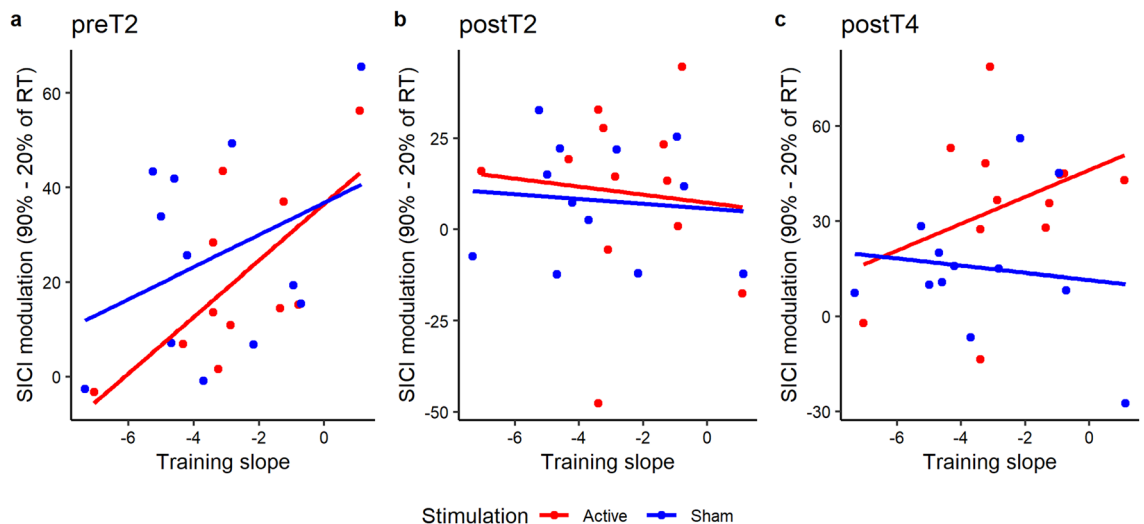 a
preT2
SICI modulation (90% - 20% of RT)
60
40
20
0
-6
-4
-2
0
Training slope
b
postT2
SICI modulation (90% - 20% of RT)
25
0
-25
-50
-6
-4
-2
0
Training slope
c
postT4
SICI modulation (90% - 20% of RT)
60
30
0
-30
-6
-4
-2
0
Training slope
Stimulation Active Sham